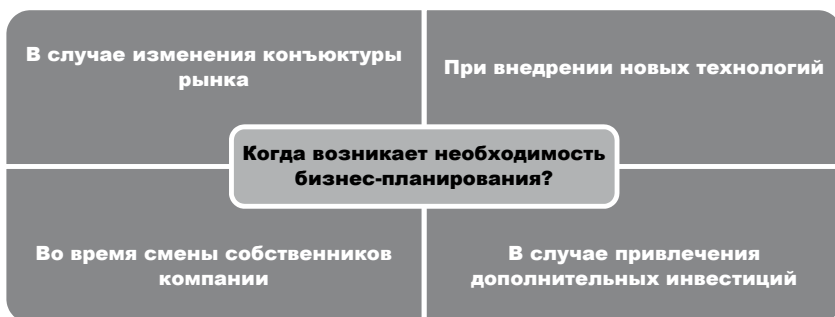 В случае изменения конъюктуры
рынка
При внедрении новых технологий
Когда возникает необходимость
бизнес-планирования?
Во время смены собственников
компании
В случае привлечения
дополнительных инвестиций